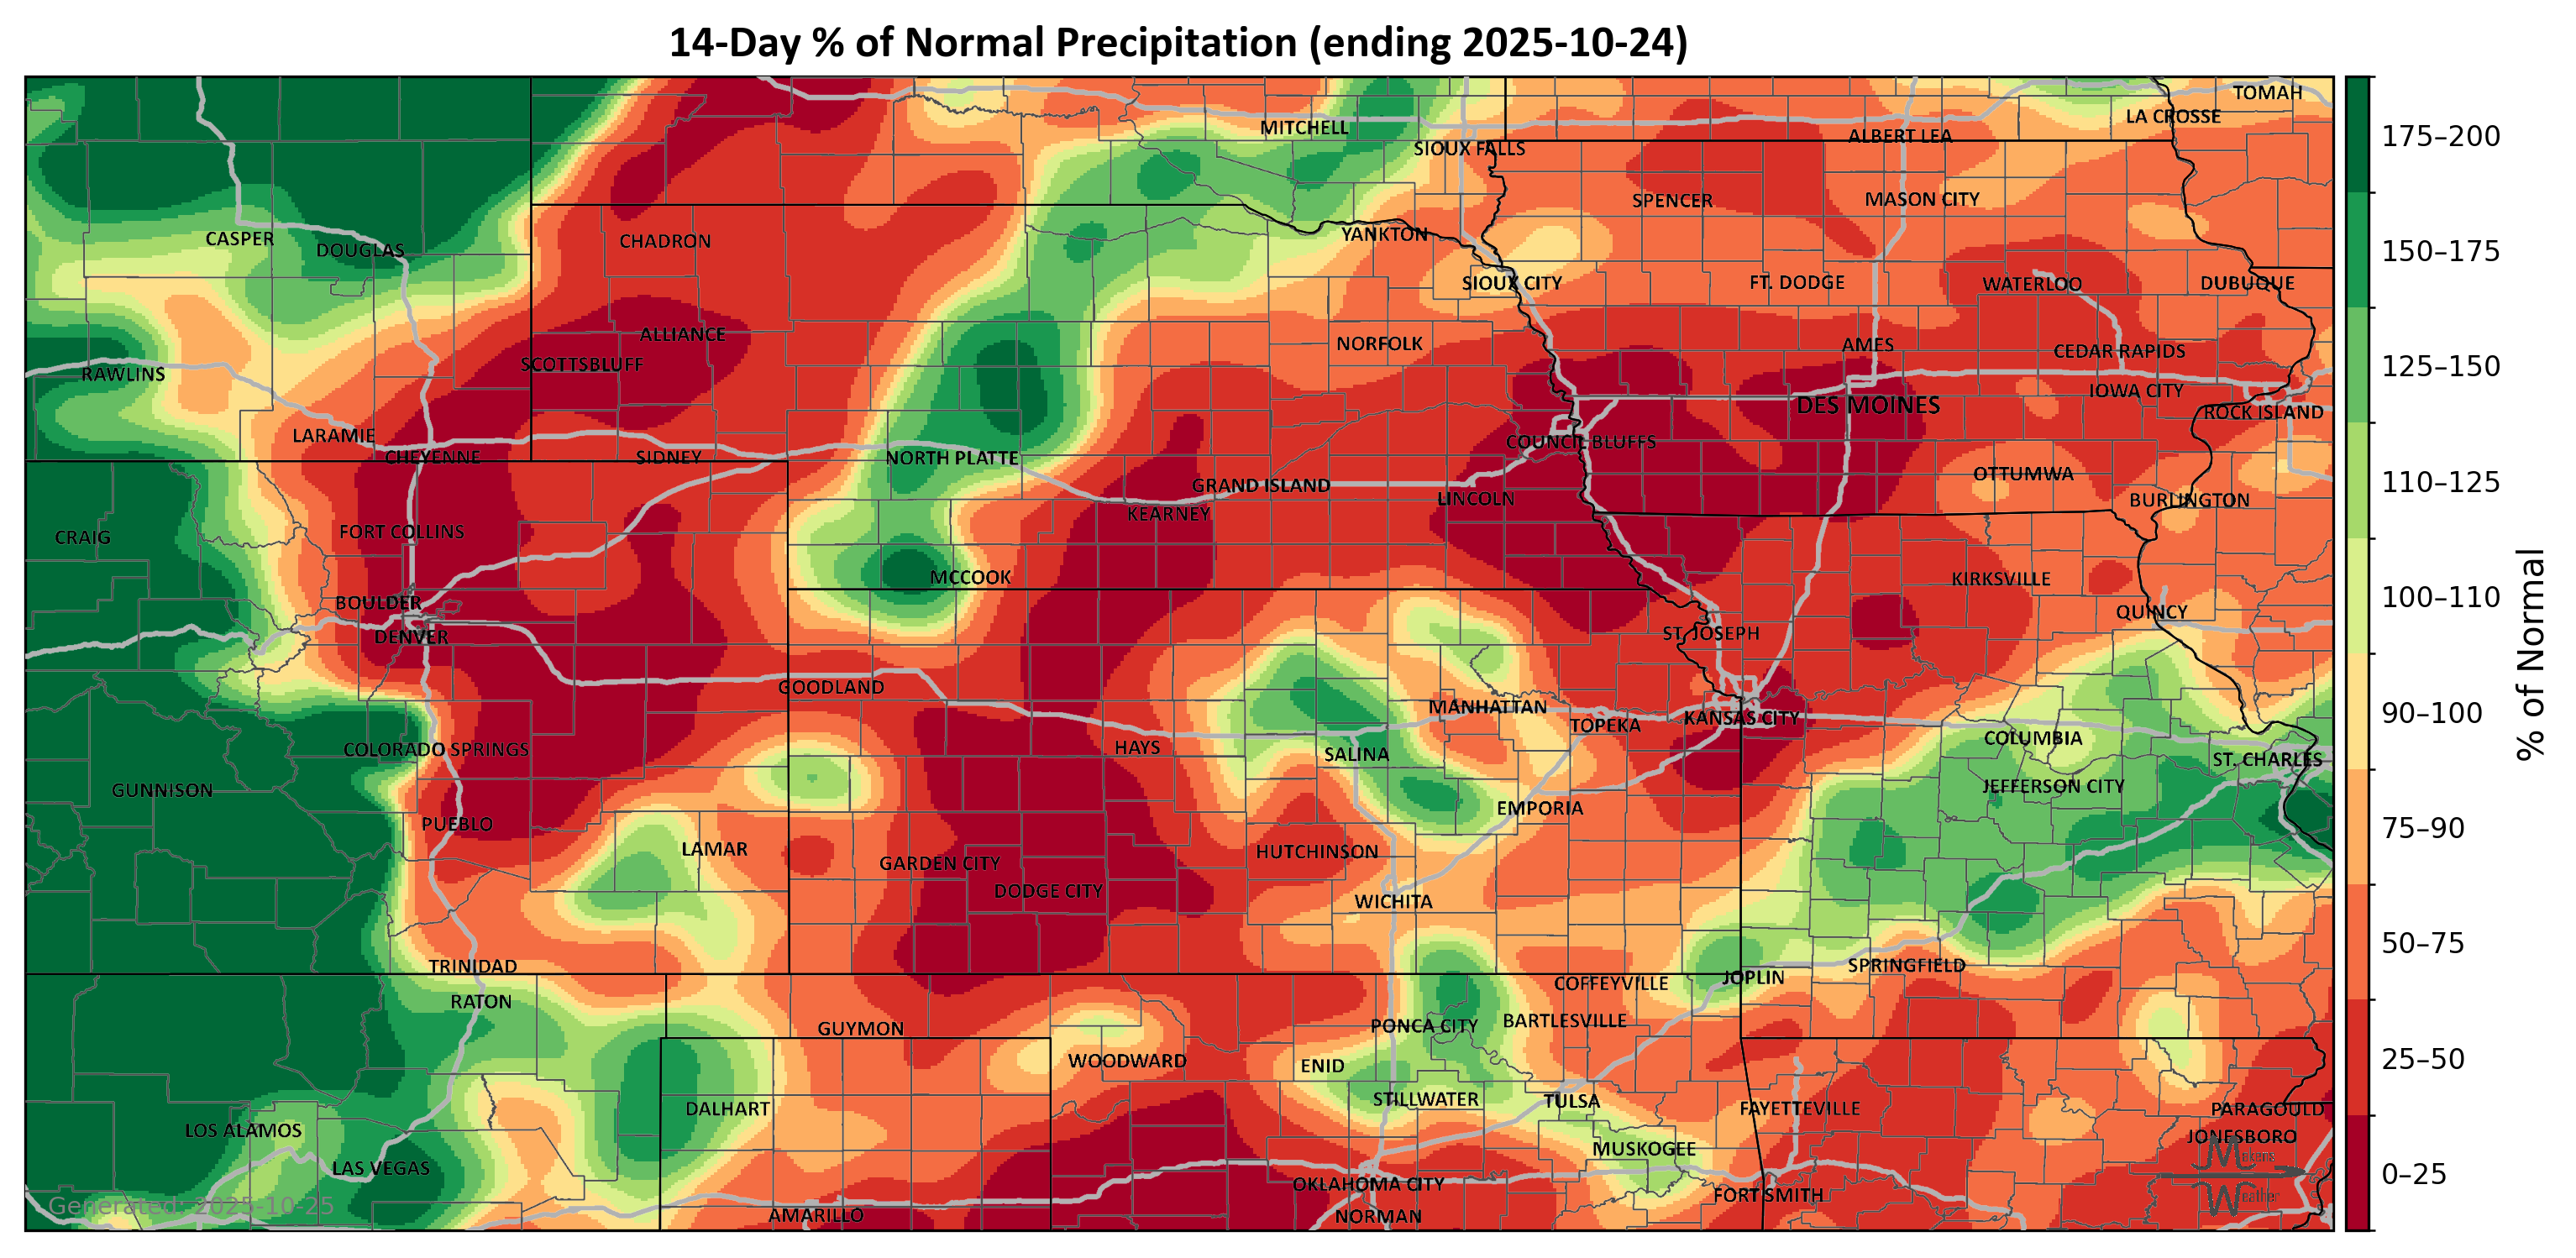 14-Day % of Normal Precipitation (ending 2025-10-24)
TOMAH
LA CROSSE
MITCHELL
ALBERT LEA
SIOUX FALLS
SPENCER
MASON CITY
YANKTON
CASPER
CHADRON
DOUGLAS
SIOUX CITY
FT. DODGE
WATERLOO
DUBUQUE
ALLIANCE
NORFOLK
AMES
CEDAR RAPIDS
SCOTTSBLUFF
RAWLINS
IOWA CITY
DES MOINES
ROCK ISLAND
LARAMIE
COUNCIL BLUFFS
CHEYENNE
SIDNEY
NORTH PLATTE
OTTUMWA
GRAND ISLAND
LINCOLN
BURLINGTON
KEARNEY
CRAIG
FORT COLLINS
MCCOOK
KIRKSVILLE
BOULDER
QUINCY
DENVER
ST. JOSEPH
GOODLAND
MANHATTAN
TOPEKA
KANSAS CITY
COLUMBIA
COLORADO SPRINGS
HAYS
SALINA
ST. CHARLES
GUNNISON
JEFFERSON CITY
EMPORIA
PUEBLO
LAMAR
HUTCHINSON
GARDEN CITY
DODGE CITY
WICHITA
TRINIDAD
SPRINGFIELD
JOPLIN
COFFEYVILLE
RATON
BARTLESVILLE
PONCA CITY
GUYMON
WOODWARD
ENID
STILLWATER
TULSA
DALHART
FAYETTEVILLE
PARAGOULD
LOS ALAMOS
JONESBORO
MUSKOGEE
LAS VEGAS
OKLAHOMA CITY
FORT SMITH
AMARILLO
NORMAN
Generated: 2025-10-25
Makens
Weather
175–200
150–175
125–150
110–125
100–110
90–100
75–90
50–75
25–50
0–25
% of Normal